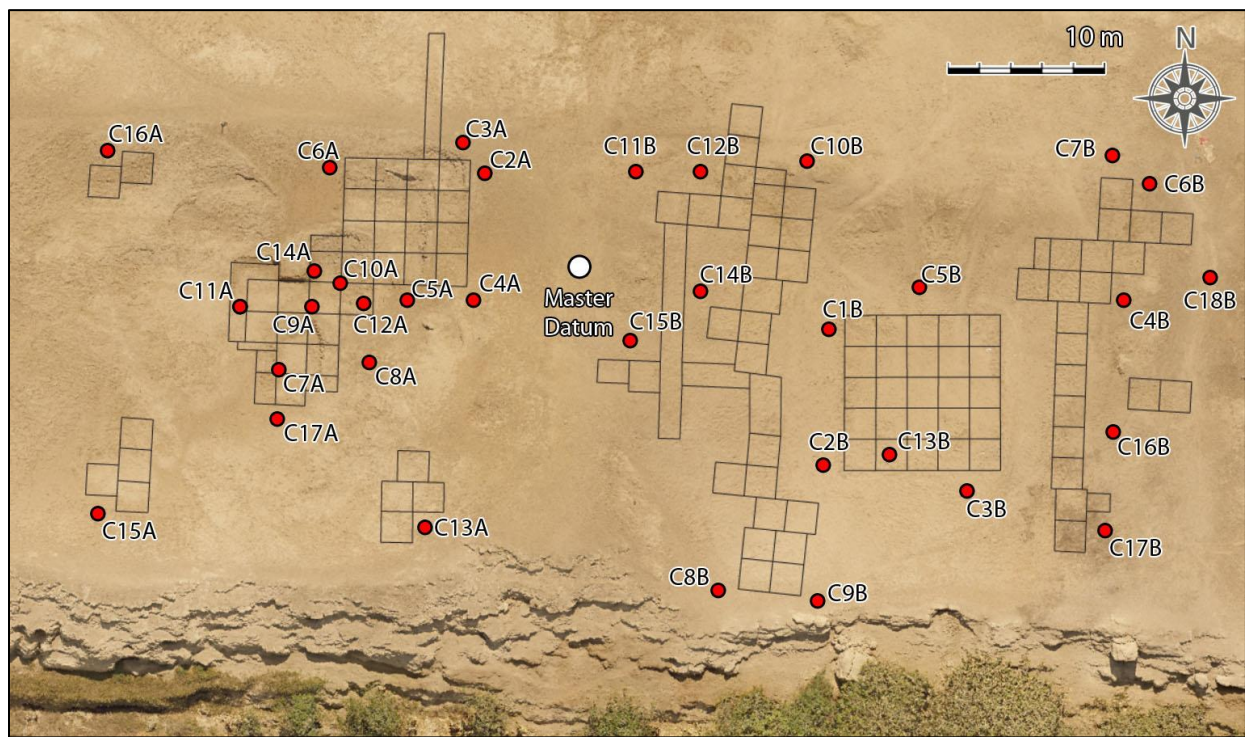 10 m
N
C16A
C3A
C6A
C2A
C11B
C12B
C10B
C7B
C6B
C14A
C10A
C11A
C9A
C12A
C5A
C4A
Master
Datum
C14B
C15B
C5B
C1B
C4B
C18B
C7A
C8A
C17A
C2B
C13B
C16B
C3B
C15A
C13A
C17B
C8B
C9B